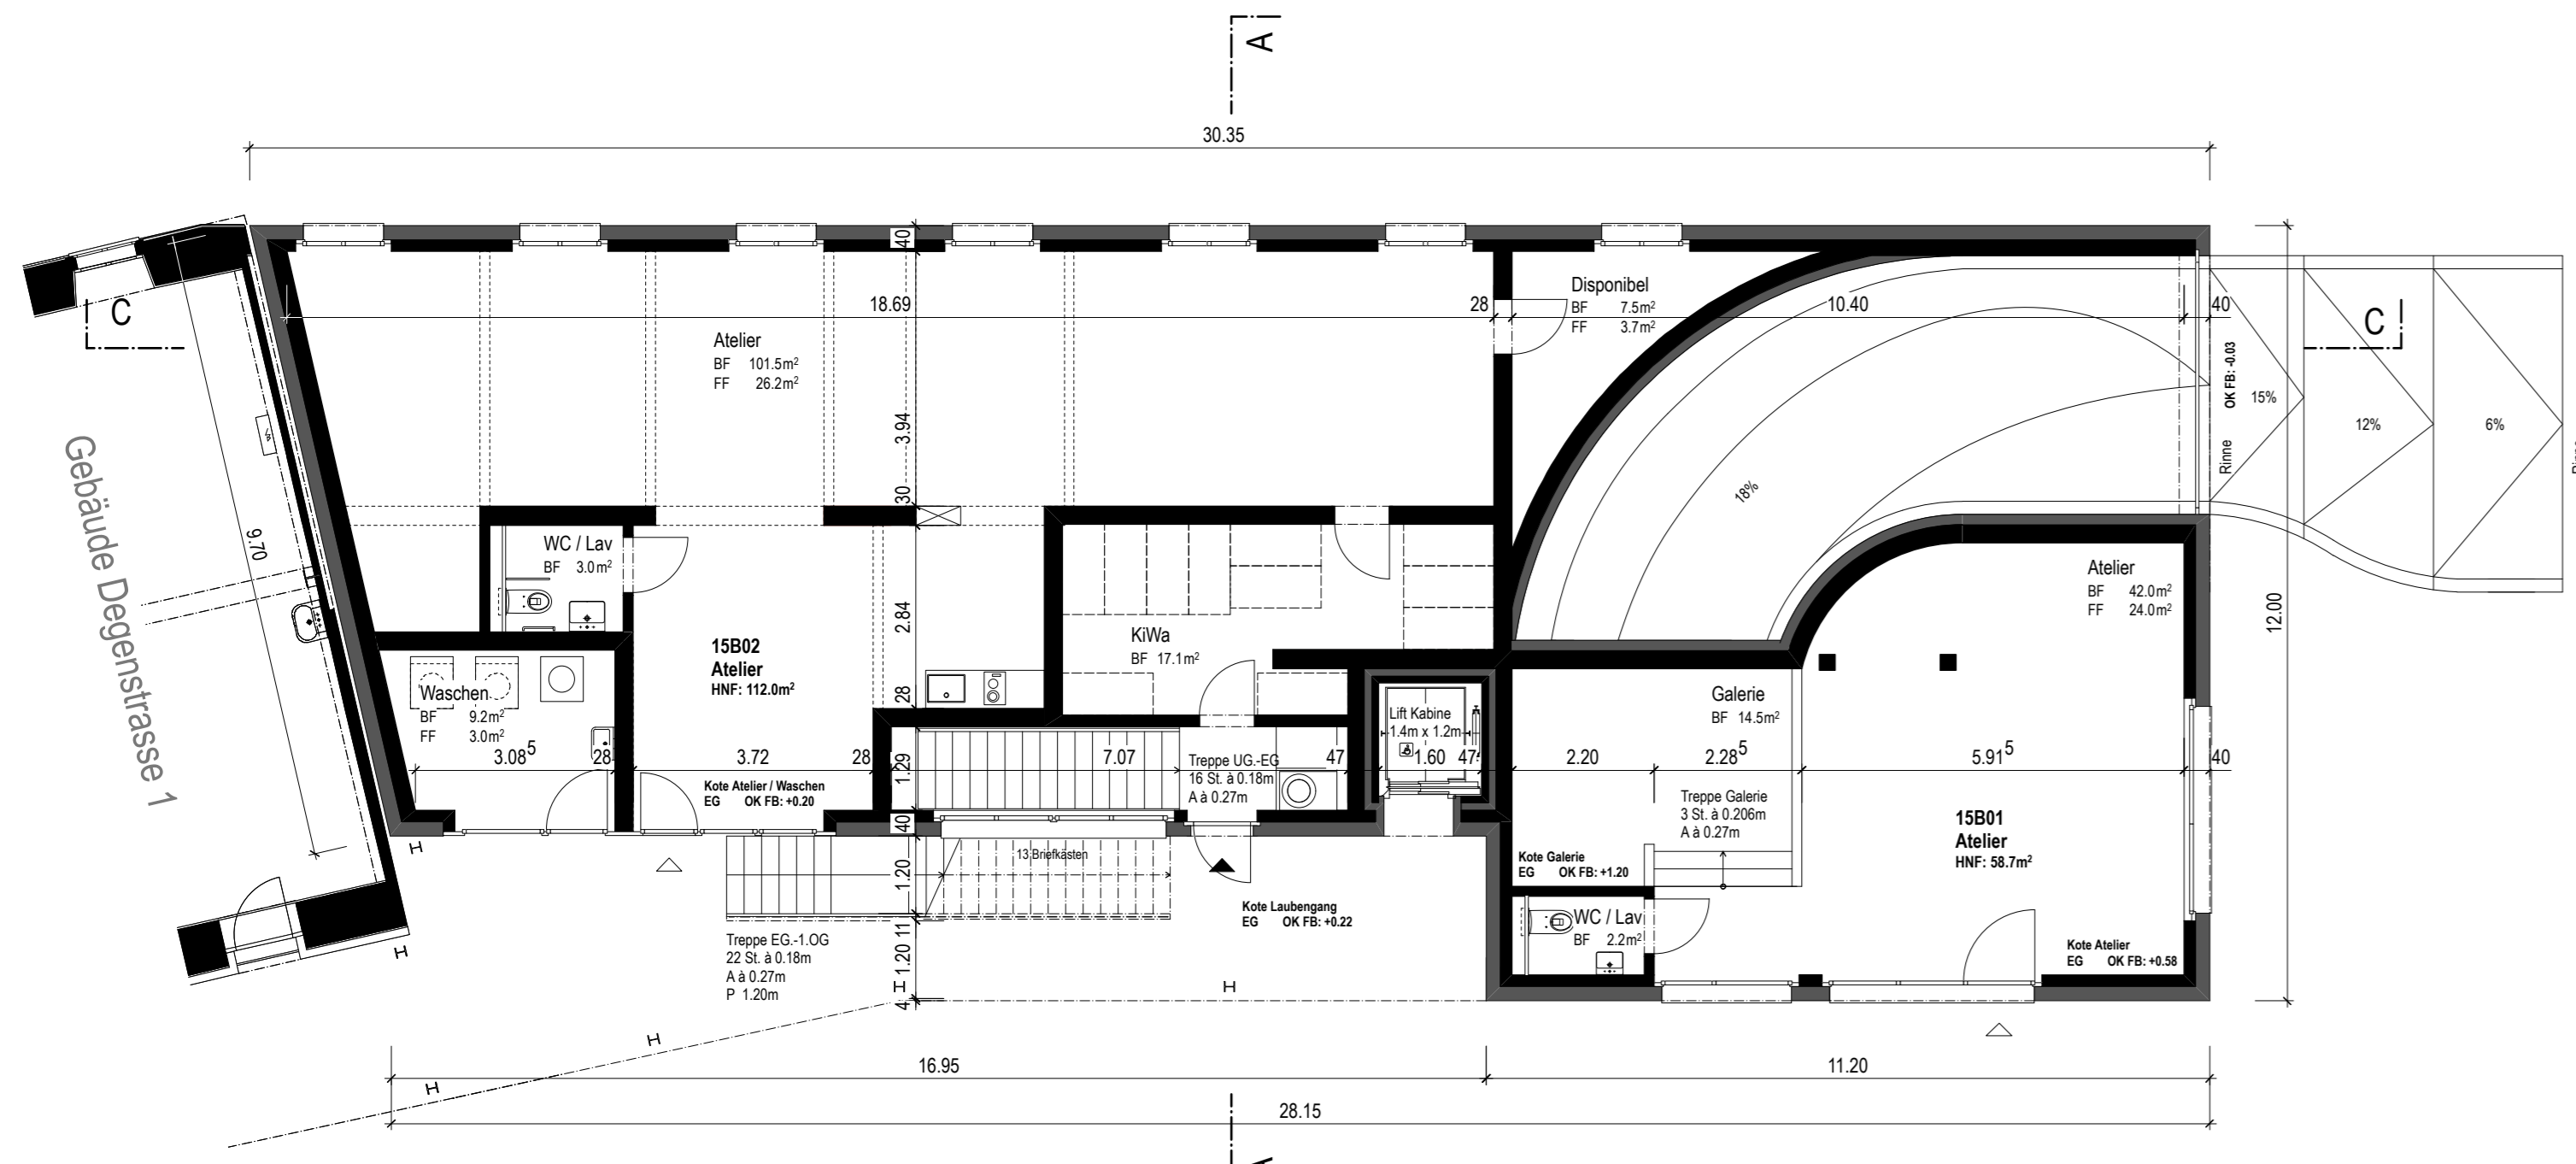 A
30.35
40
C
18.69
28
Disponibel
BF 7.5m²
FF 3.7m²
10.40
40
C
Atelier
BF 101.5m²
FF 26.2m²
OK FB: -0.03
15%
12%
6%
Rinne
3.94
30
18%
Gebäude Degenstrasse 1
9.70
WC / Lav
BF 3.0m²
2.84
28
15B02
Atelier
HNF: 112.0m²
KiWa
BF 17.1m²
Atelier
BF 42.0m²
FF 24.0m²
12.00
Waschen
BF 9.2m²
FF 3.0m²
Lift Kabine
1.4m x 1.2m
Galerie
BF 14.5m²
3.08⁵
28
3.72
28
1.29
7.07
Treppe UG.-EG
16 St. à 0.18m
A à 0.27m
47
1.60
47
2.20
2.28⁵
5.91⁵
40
Kote Atelier / Waschen
EG OK FB: +0.20
Treppe Galerie
3 St. à 0.206m
A à 0.27m
40
15B01
Atelier
HNF: 58.7m²
13 Briefkästen
1.20
Kote Galerie
EG OK FB: +1.20
Kote Laubengang
EG OK FB: +0.22
WC / Lav
BF 2.2m²
11
1.20
4
Treppe EG.-1.OG
22 St. à 0.18m
A à 0.27m
P 1.20m
Kote Atelier
EG OK FB: +0.58
H
H
H
H
H
H
16.95
11.20
28.15